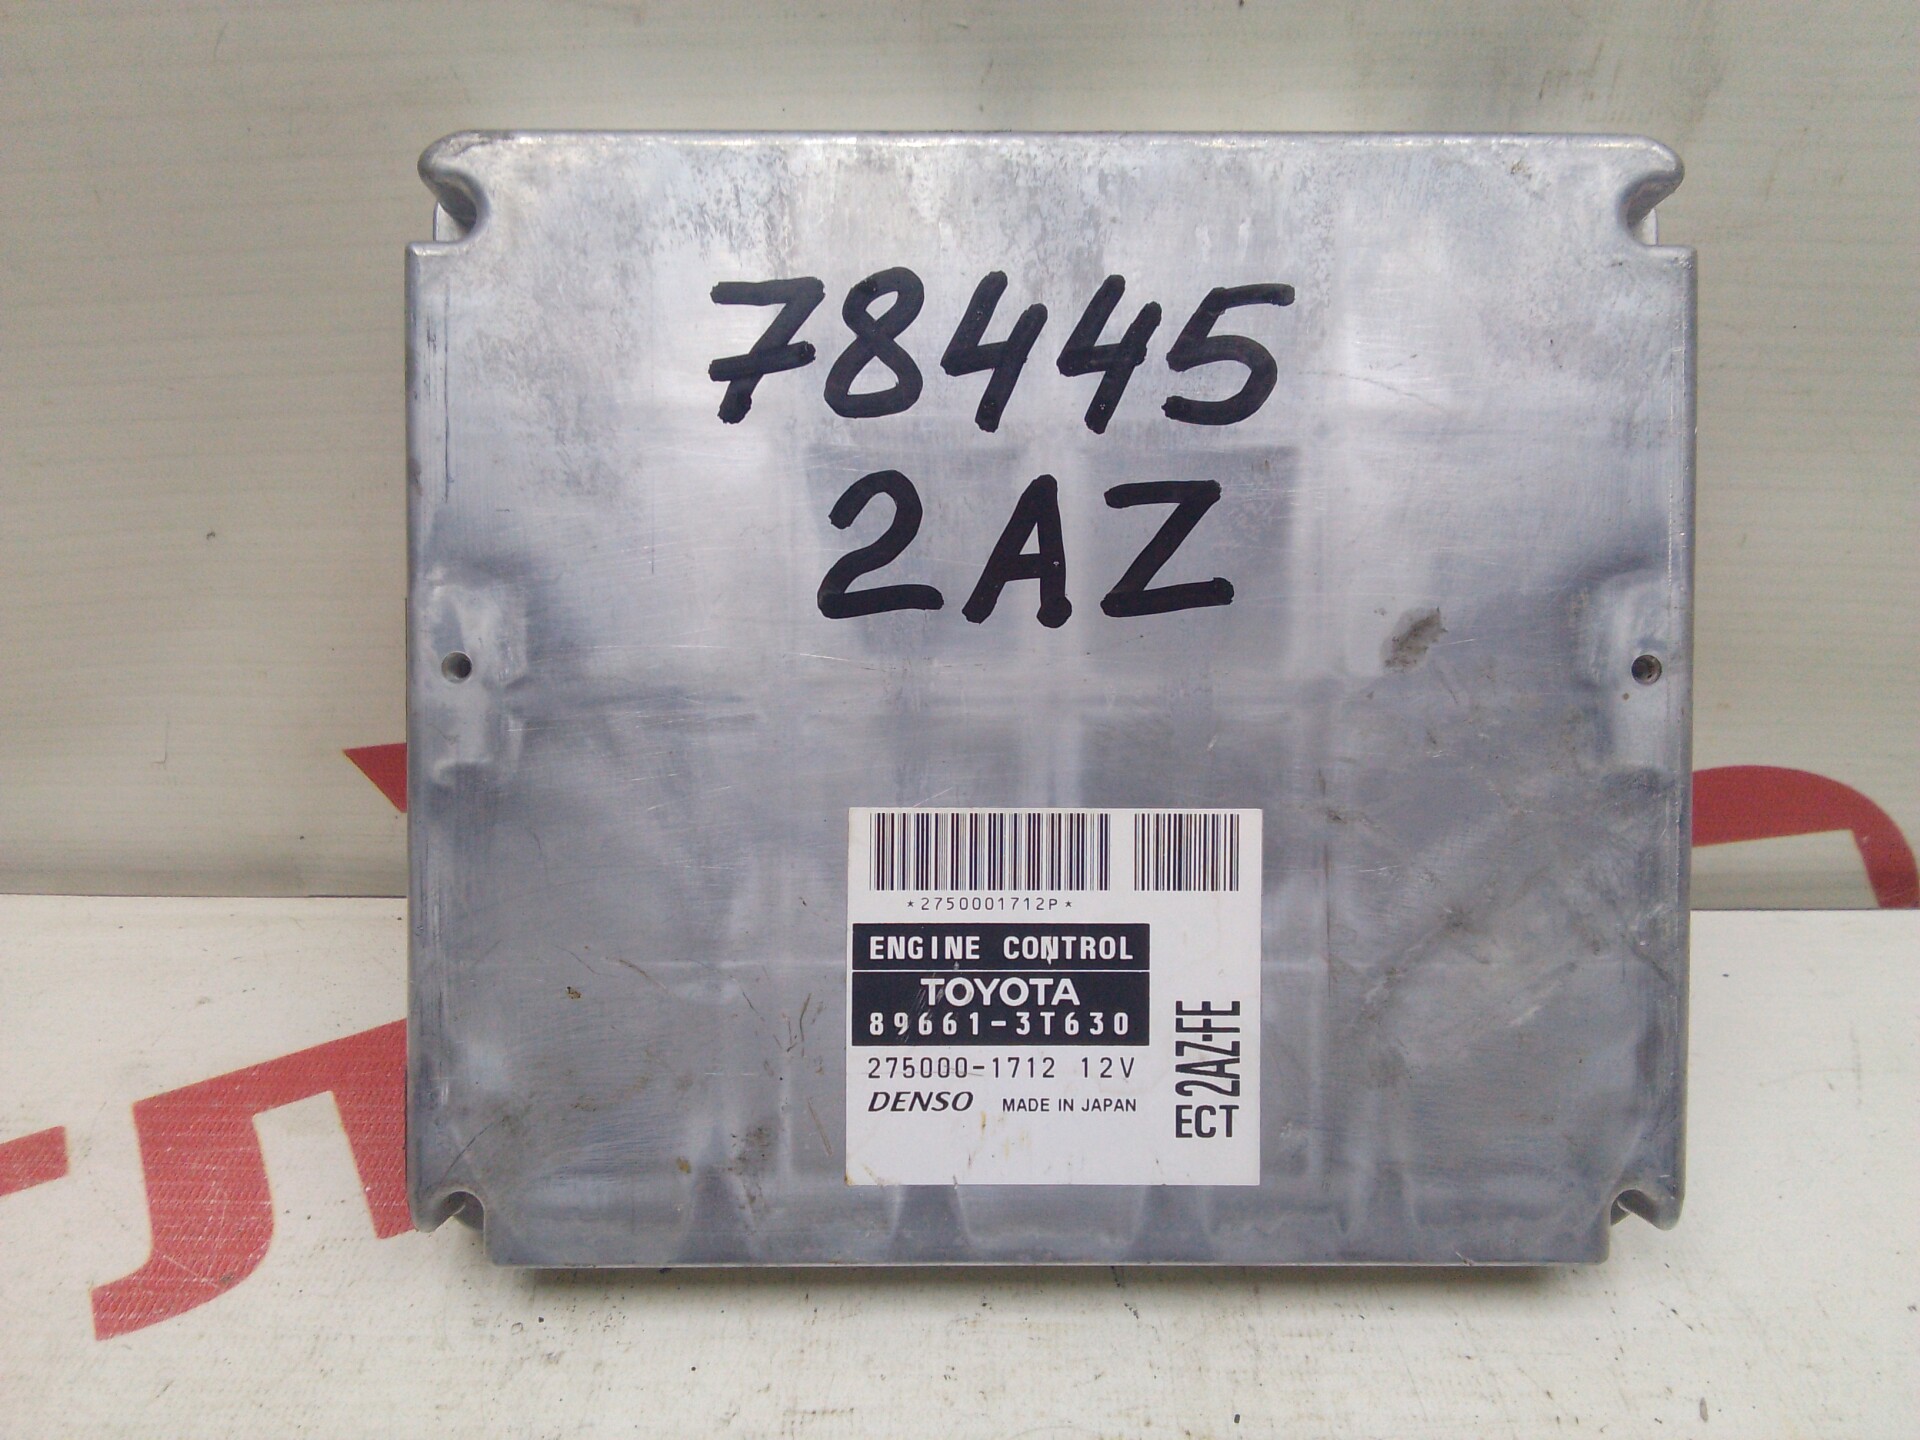 78445
2AZ
*2750001712P*
ENGINE CONTROL
TOYOTA
89661-3T630
275000-1712 12V
DENSO MADE IN JAPAN
2AZ-FE
ECT